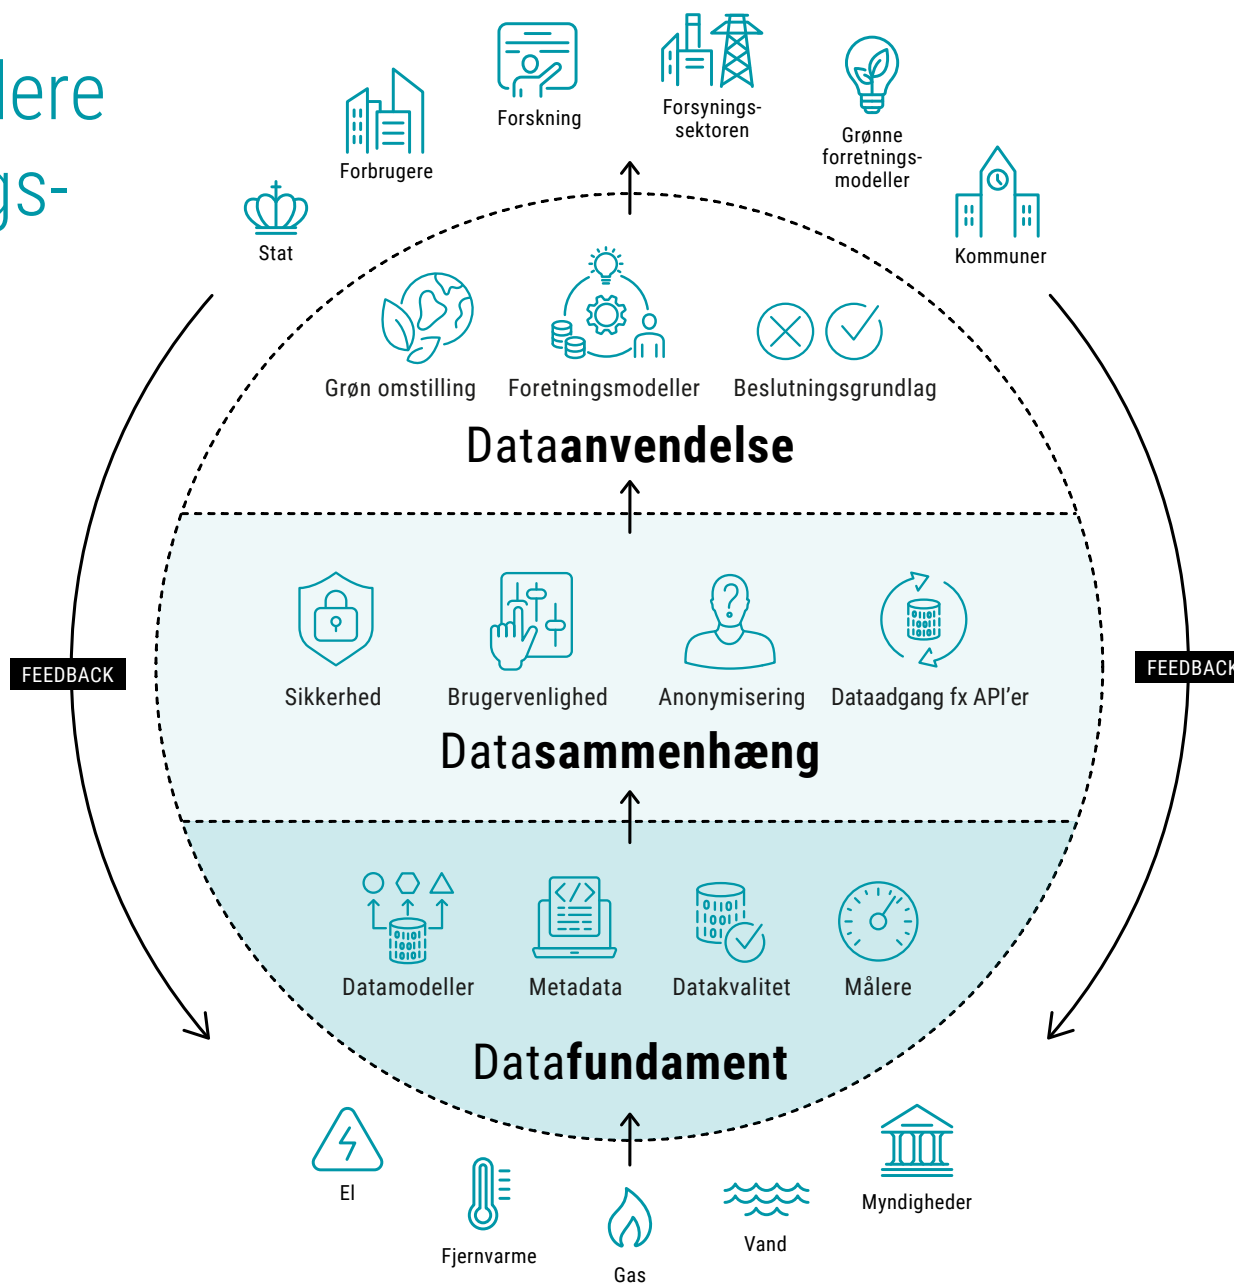 lere
gs-
Forskning
Forsynings-
sektoren
Grønne
forretnings-
modeller
Forbrugere
Stat
Kommuner
Grøn omstilling
Foretningsmodeller
Beslutningsgrundlag
Dataanvendelse
Sikkerhed
Brugervenlighed
Anonymisering
Dataadgang fx API’er
Datasammenhæng
FEEDBACK
FEEDBACK
Datamodeller
Metadata
Datakvalitet
Målere
Datafundament
El
Fjernvarme
Gas
Vand
Myndigheder